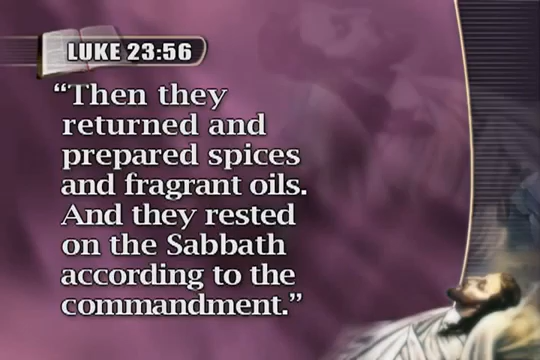 LUKE 23:56
“Then they
returned and
prepared spices
and fragrant oils.
And they rested
on the Sabbath
according to the
commandment.”